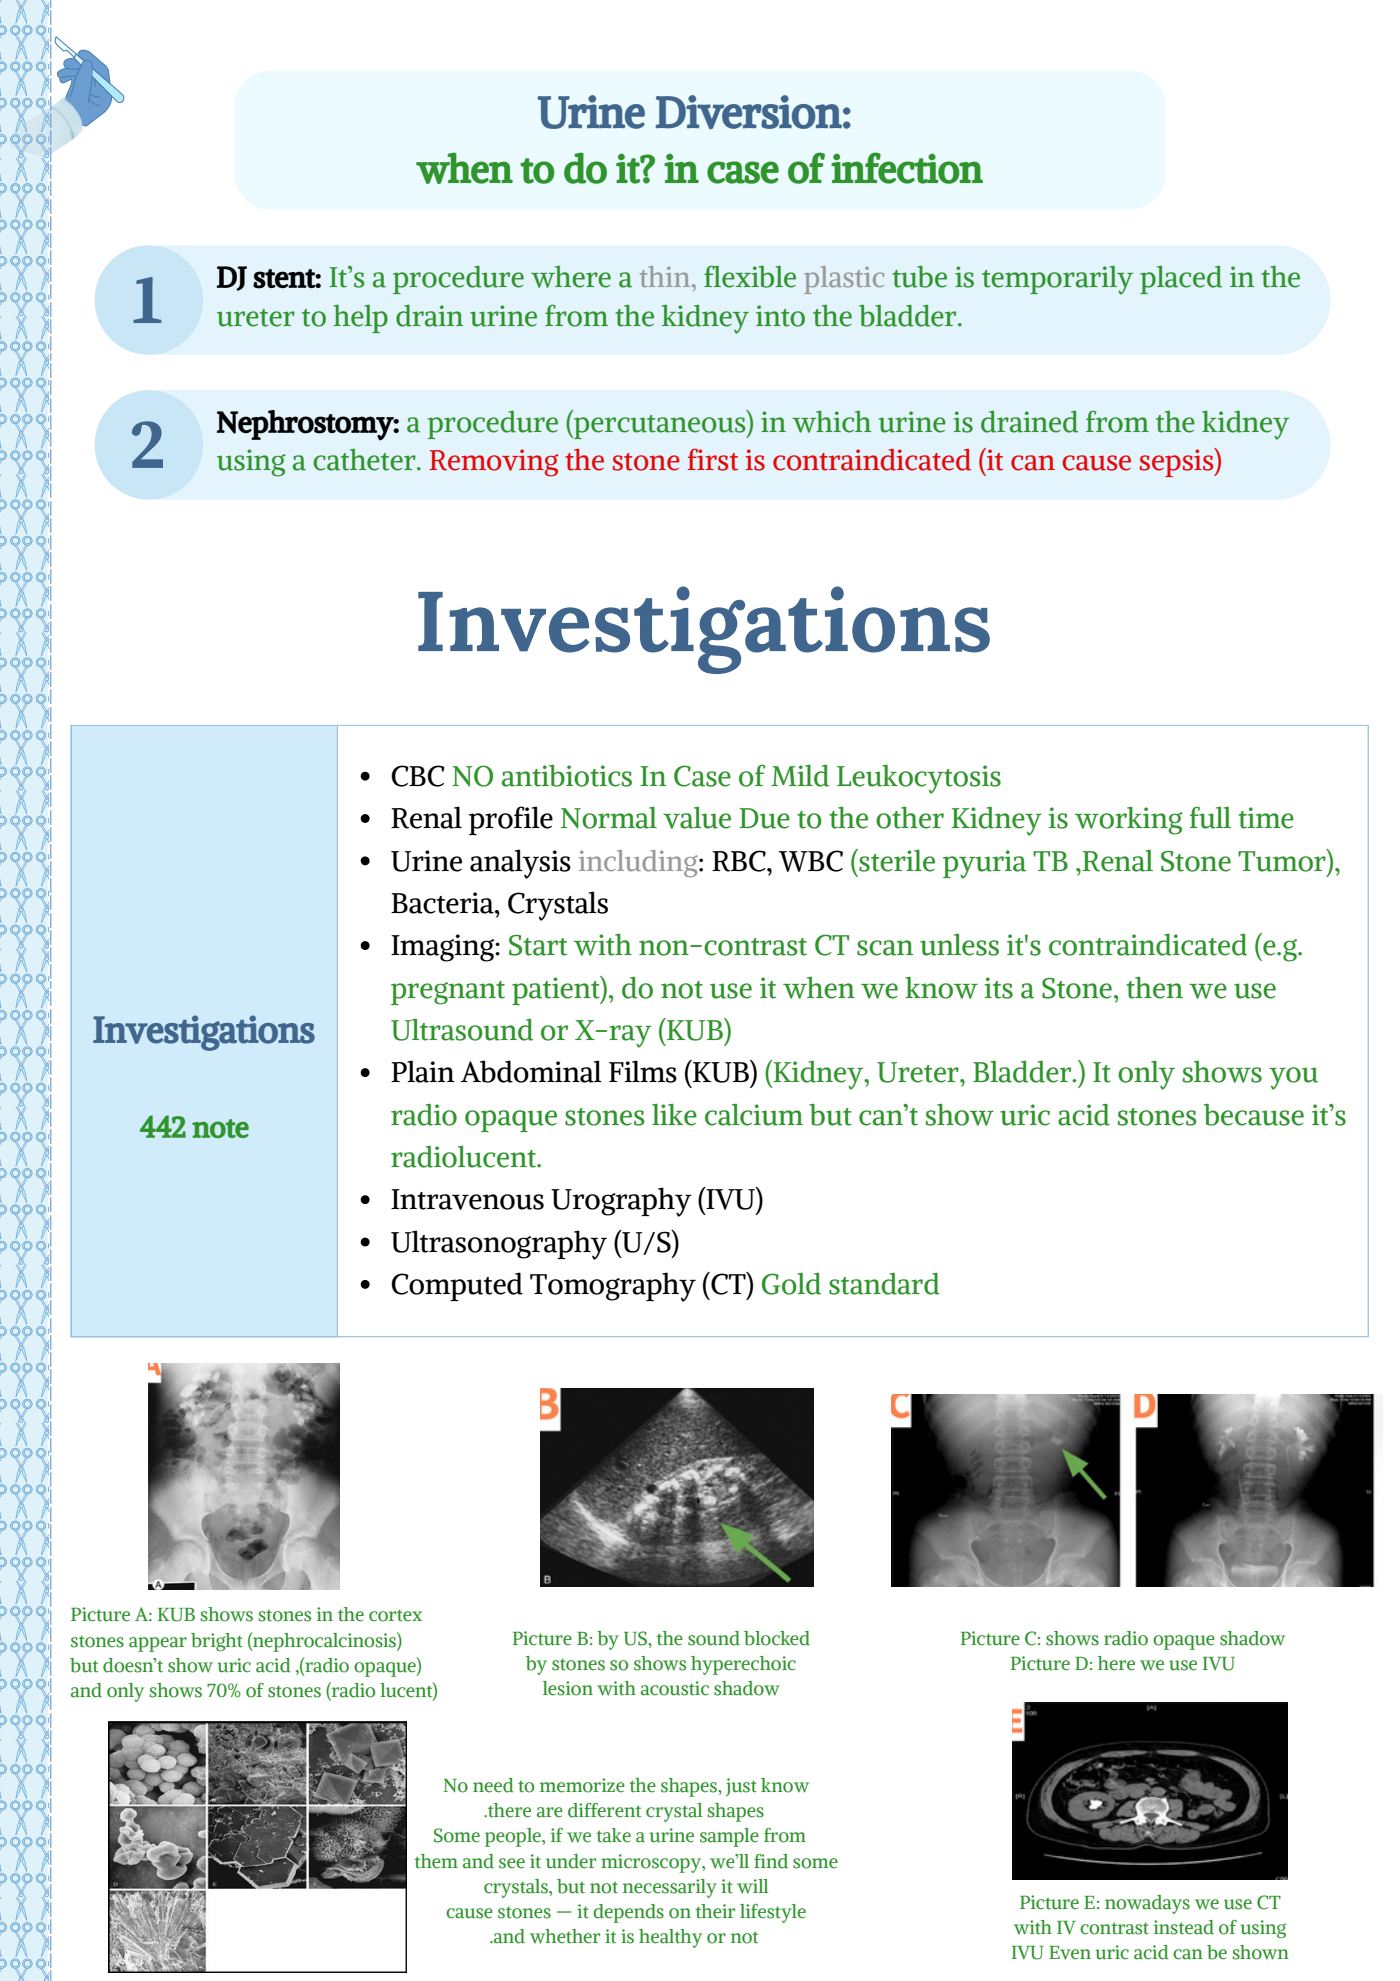 Urine Diversion:
when to do it? in case of infection
1
DJ stent: It's a procedure where a thin, flexible plastic tube is temporarily placed in the
ureter to help drain urine from the kidney into the bladder.
2
Nephrostomy: a procedure (percutaneous) in which urine is drained from the kidney
using a catheter. Removing the stone first is contraindicated (it can cause sepsis)
Investigations
Investigations
442 note
• CBC NO antibiotics In Case of Mild Leukocytosis
• Renal profile Normal value Due to the other Kidney is working full time
• Urine analysis including: RBC, WBC (sterile pyuria TB ,Renal Stone Tumor),
Bacteria, Crystals
• Imaging: Start with non-contrast CT scan unless it's contraindicated (e.g.
pregnant patient), do not use it when we know its a Stone, then we use
Ultrasound or X-ray (KUB)
• Plain Abdominal Films (KUB) (Kidney, Ureter, Bladder.) It only shows you
radio opaque stones like calcium but can't show uric acid stones because it's
radiolucent.
• Intravenous Urography (IVU)
• Ultrasonography (U/S)
• Computed Tomography (CT) Gold standard
A
A
Picture A: KUB shows stones in the cortex
stones appear bright (nephrocalcinosis)
but doesn't show uric acid ,(radio opaque)
and only shows 70% of stones (radio lucent)
B
B
Picture B: by US, the sound blocked
by stones so shows hyperechoic
lesion with acoustic shadow
C
D
Picture C: shows radio opaque shadow
Picture D: here we use IVU
D
E
No need to memorize the shapes, just know
.there are different crystal shapes
Some people, if we take a urine sample from
them and see it under microscopy, we'll find some
crystals, but not necessarily it will
cause stones — it depends on their lifestyle
.and whether it is healthy or not
E
[A]
[R]
[L]
Picture E: nowadays we use CT
with IV contrast instead of using
IVU Even uric acid can be shown